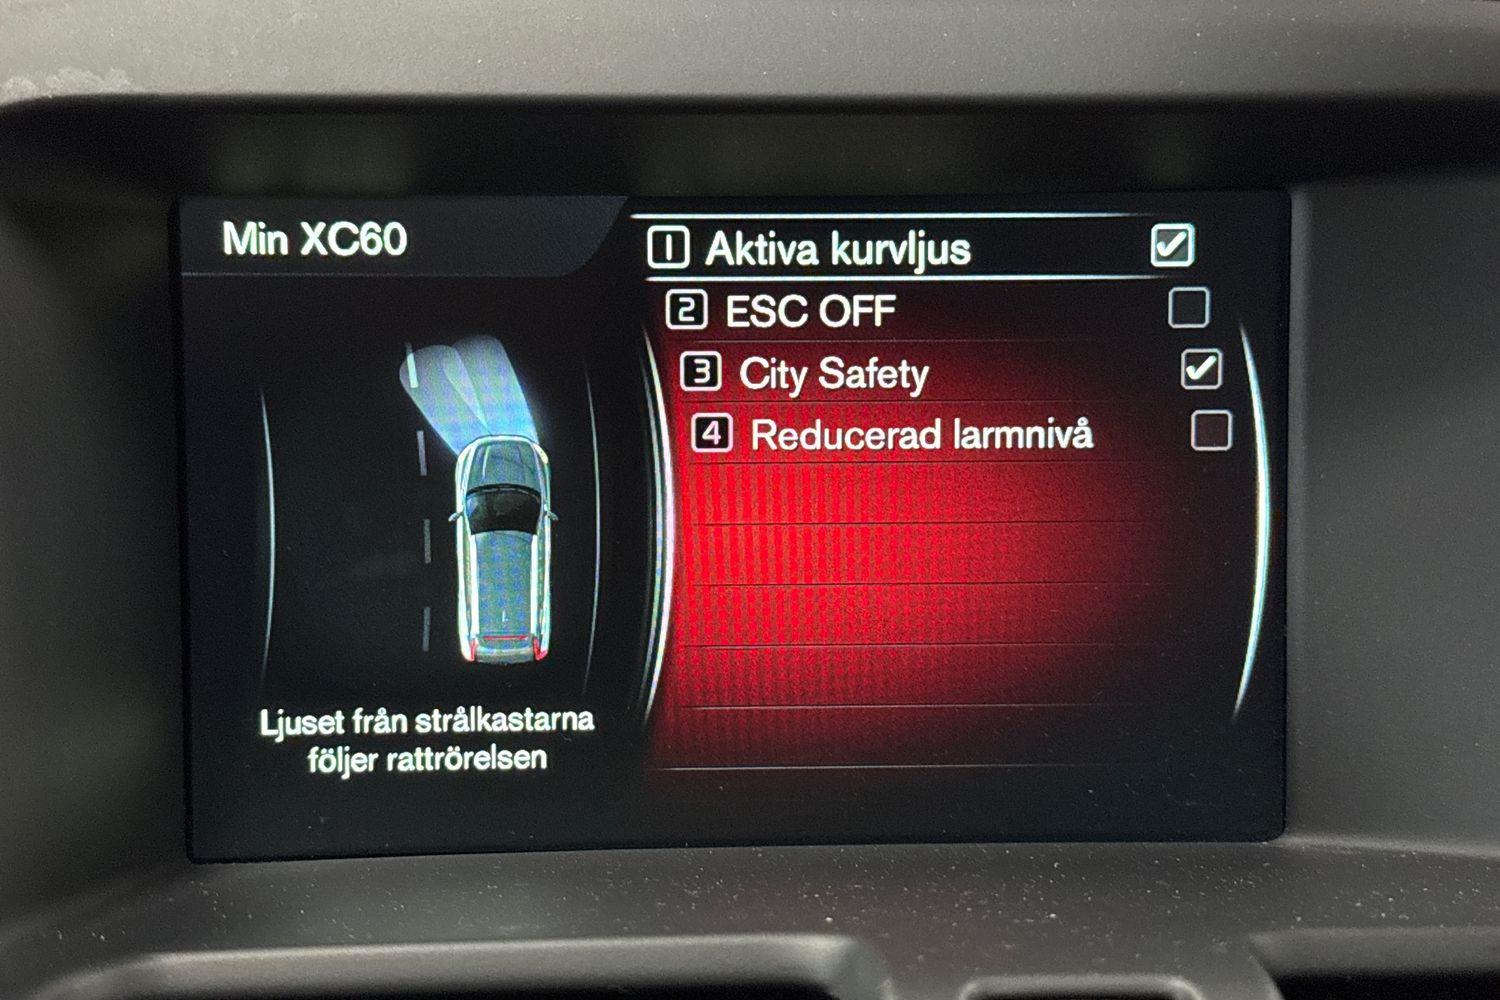 Min XC60
1 Aktiva kurvljus
2 ESC OFF
3 City Safety
4 Reducerad larmnivå
Ljuset från strålkastarna
följer rattrörelsen